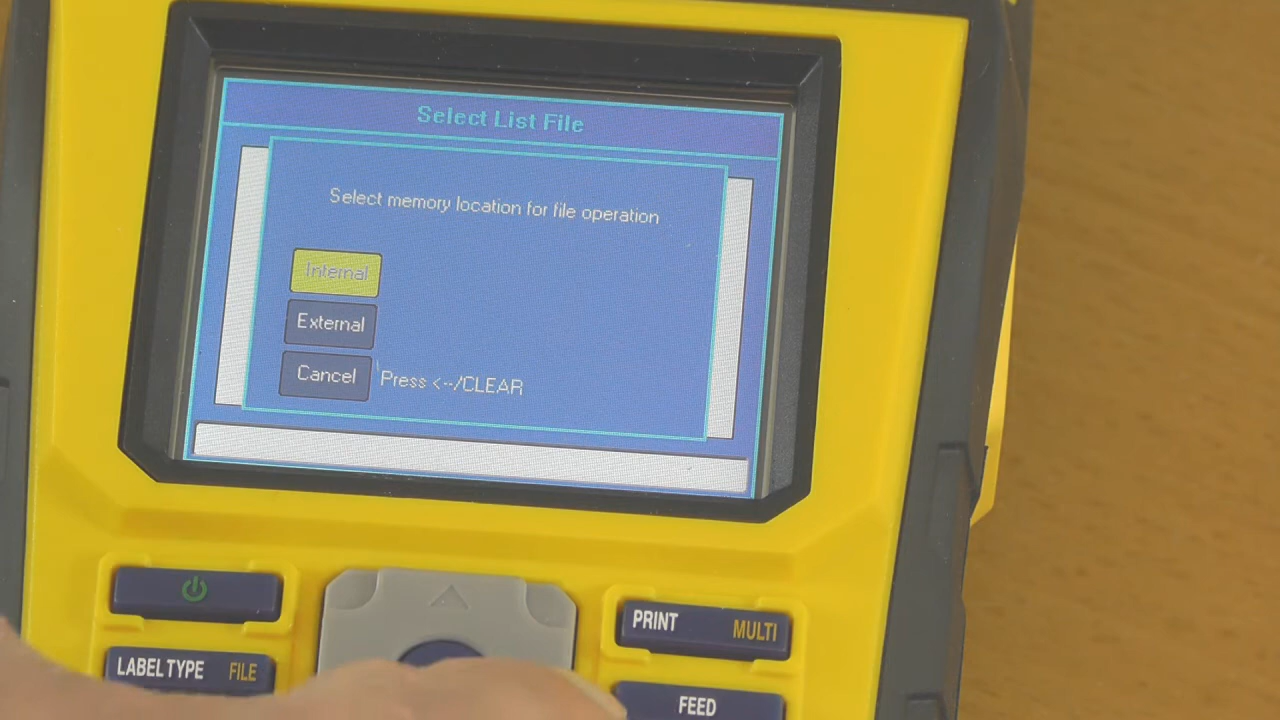 Select List File
Select memory location for file operation
Internal
External
Cancel Press <--/CLEAR
PRINT MULTI
LABEL TYPE FILE
FEED